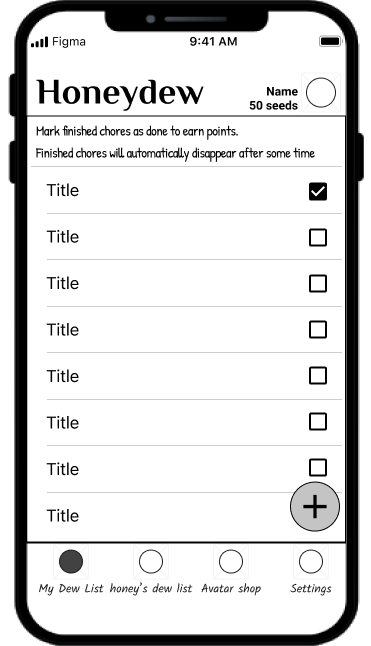 Figma 9:41 AM
Honeydew
Name
50 seeds
Mark finished chores as done to earn points.
Finished chores will automatically disappear after some time
Title
Title
Title
Title
Title
Title
Title
Title
+
My Dew List honey's dew list Avatar shop Settings